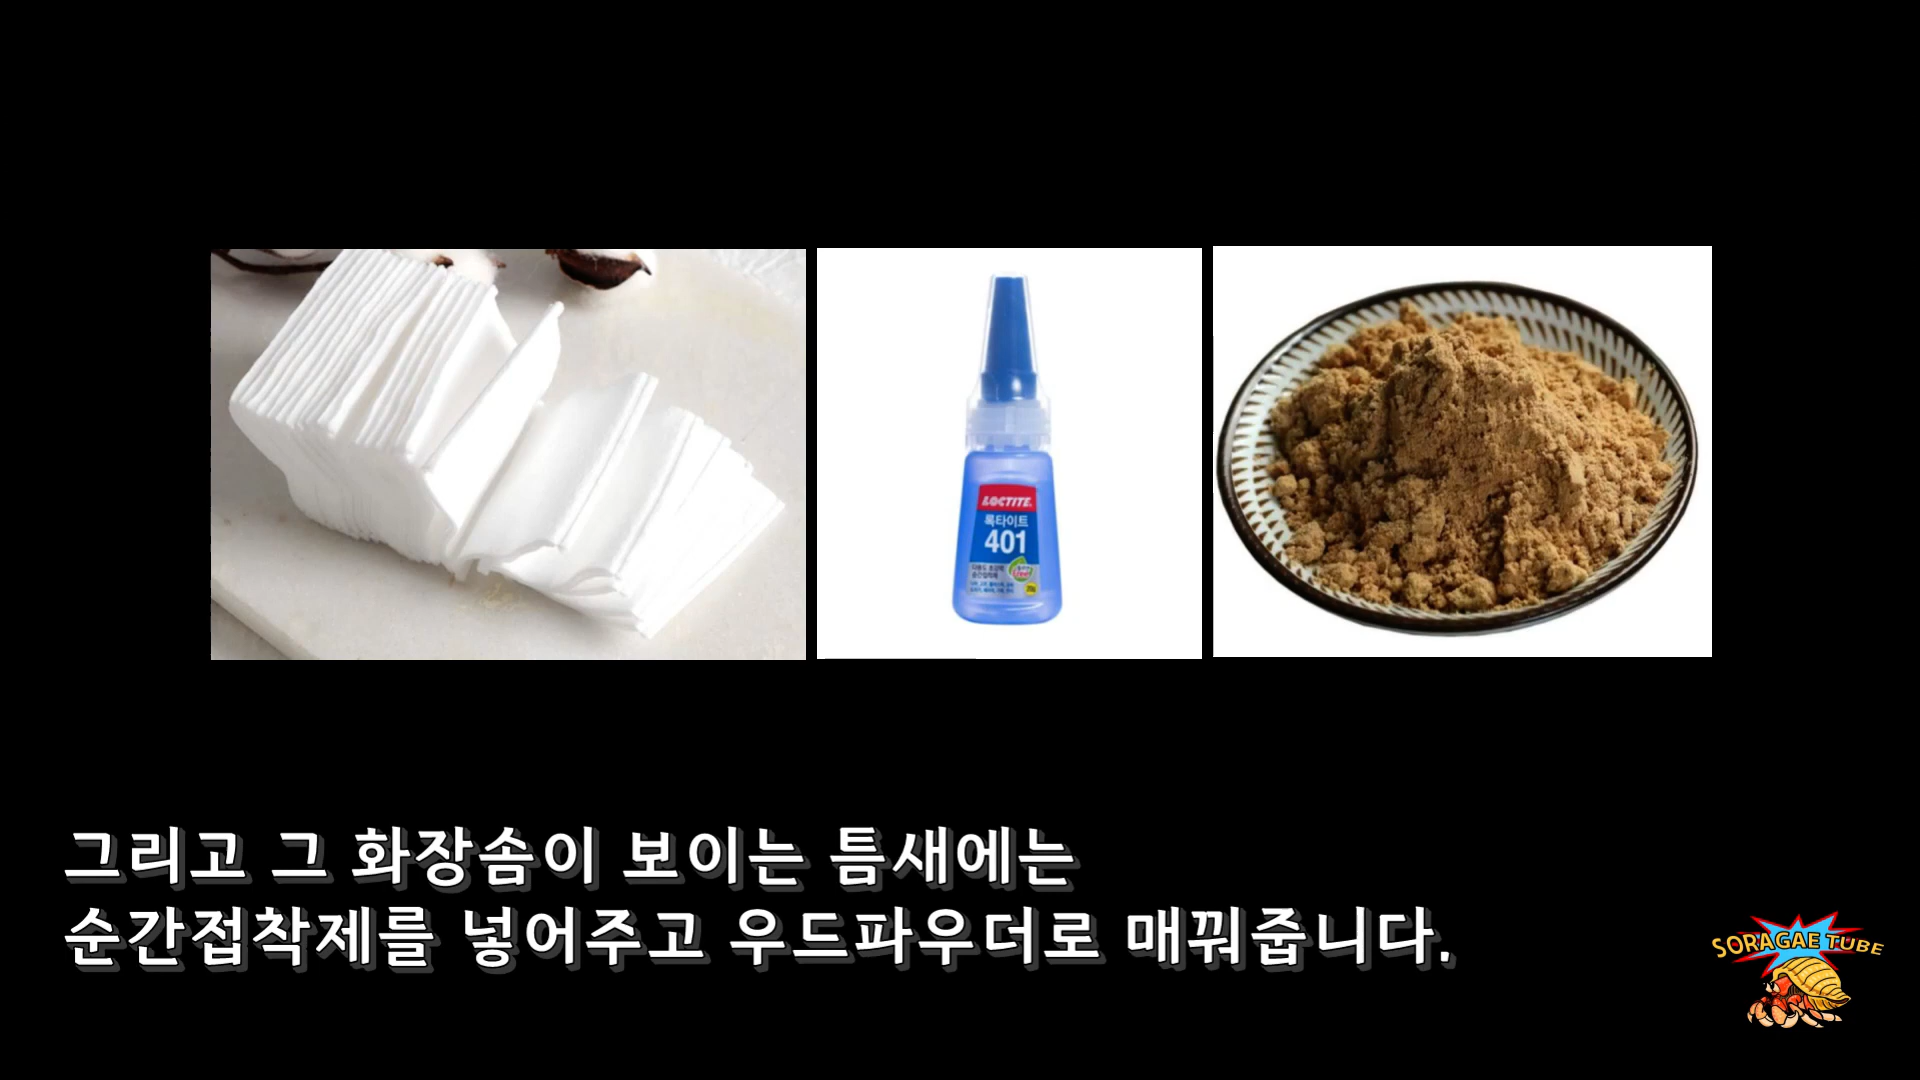 LOCTITE
록타이트
401
그리고 그 화장솜이 보이는 틈새에는
순간접착제를 넣어주고 우드파우더로 매꿔줍니다.
SORAGAE TUBE